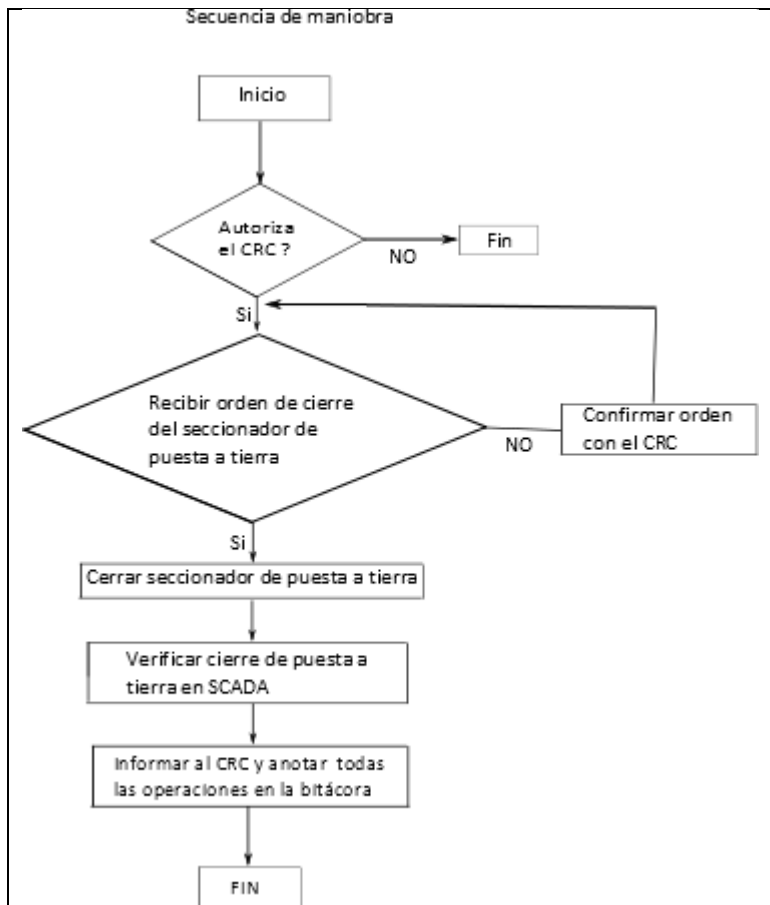 Secuencia de maniobra
Inicio
Autoriza
el CRC ?
NO
Fin
Si
Recibir orden de cierre
del seccionador de
puesta a tierra
NO
Confirmar orden
con el CRC
Si
Cerrar seccionador de puesta a tierra
Verificar cierre de puesta a
tierra en SCADA
Informar al CRC y anotar todas
las operaciones en la bitácora
FIN